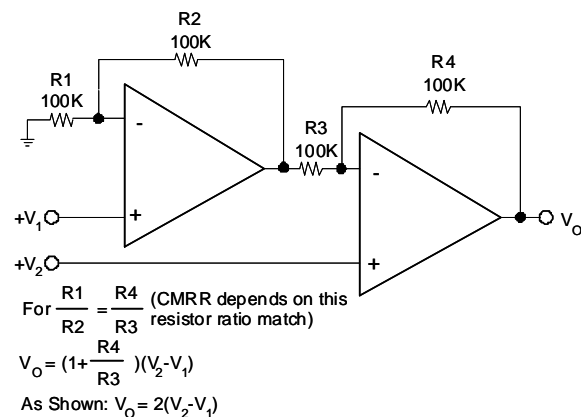 R2
100K
R4
100K
R1
100K
R3
100K
-
+
-
+
+V1
+V2
VO
For R1/R2 = R4/R3 (CMRR depends on this
resistor ratio match)
VO = (1+R4/R3)(V2-V1)
As Shown: VO = 2(V2-V1)